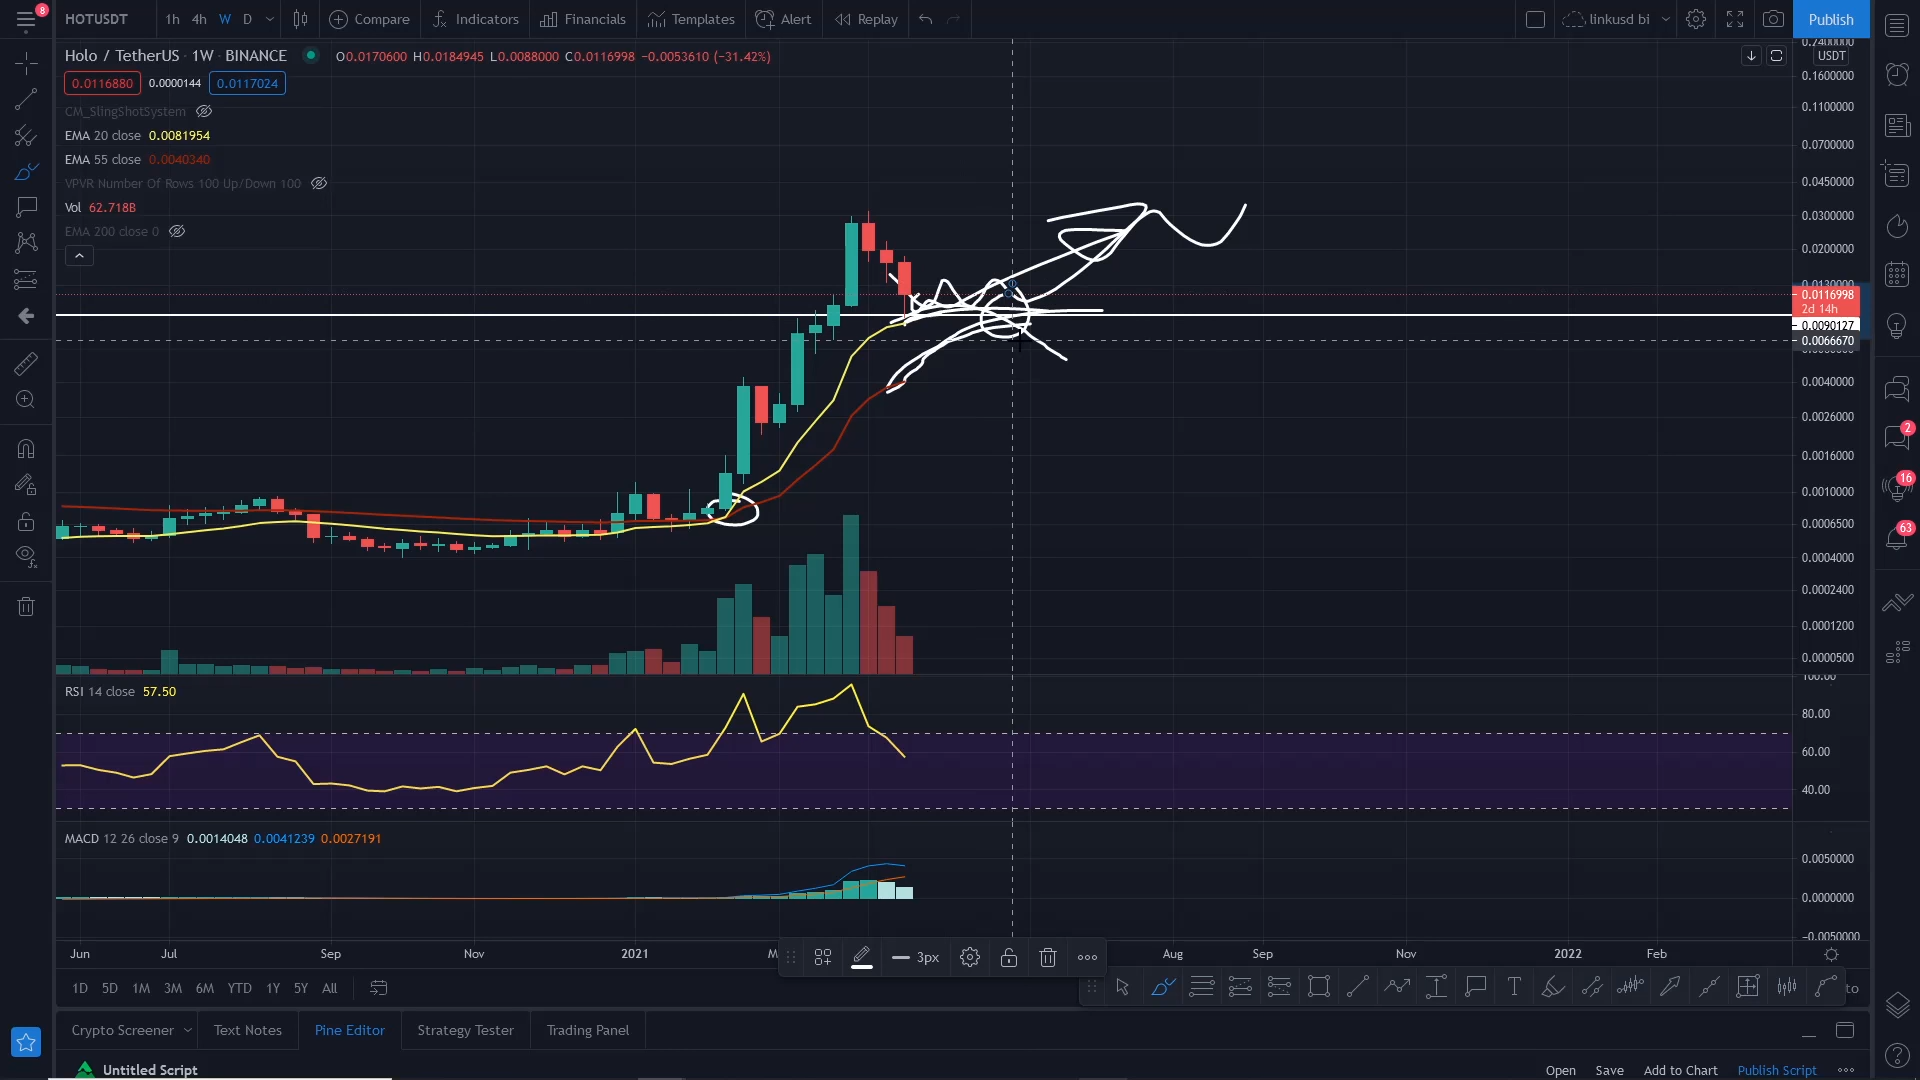 8
HOTUSDT 1h 4h W D Compare Indicators Financials Templates Alert Replay linkusd bi Publish
Holo / TetherUS · 1W · BINANCE O0.0170600 H0.0184945 L0.0088000 C0.0116998 −0.0053610 (−31.42%)
0.0116880 0.0000144 0.0117024
CM_SlingShotSystem
EMA 20 close 0.0081954
EMA 55 close 0.0040340
VPVR Number Of Rows 100 Up/Down 100
Vol 62.718B
EMA 200 close 0
USDT
0.1600000
0.1100000
0.0700000
0.0450000
0.0300000
0.0200000
0.0116998
2d 14h
0.0090127
0.0066670
0.0040000
0.0026000
0.0016000
0.0010000
0.0006500
0.0004000
0.0002400
0.0001200
0.0000500
2
16
63
RSI 14 close 57.50
100.00
80.00
60.00
40.00
MACD 12 26 close 9 0.0014048 0.0041239 0.0027191
0.0050000
0.0000000
−0.0050000
Jun Jul Sep Nov 2021 Aug Sep Nov 2022 Feb
3px
1D 5D 1M 3M 6M YTD 1Y 5Y All
Crypto Screener Text Notes Pine Editor Strategy Tester Trading Panel
Untitled Script Open Save Add to Chart Publish Script